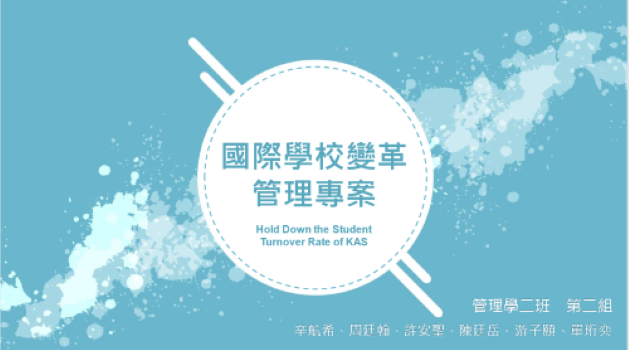 國際學校變革
管理專案
Hold Down the Student
Turnover Rate of KAS
管理學二班 第二組
辛航希、周廷翰、許安聖、陳廷岳、游子頤、單珩奕